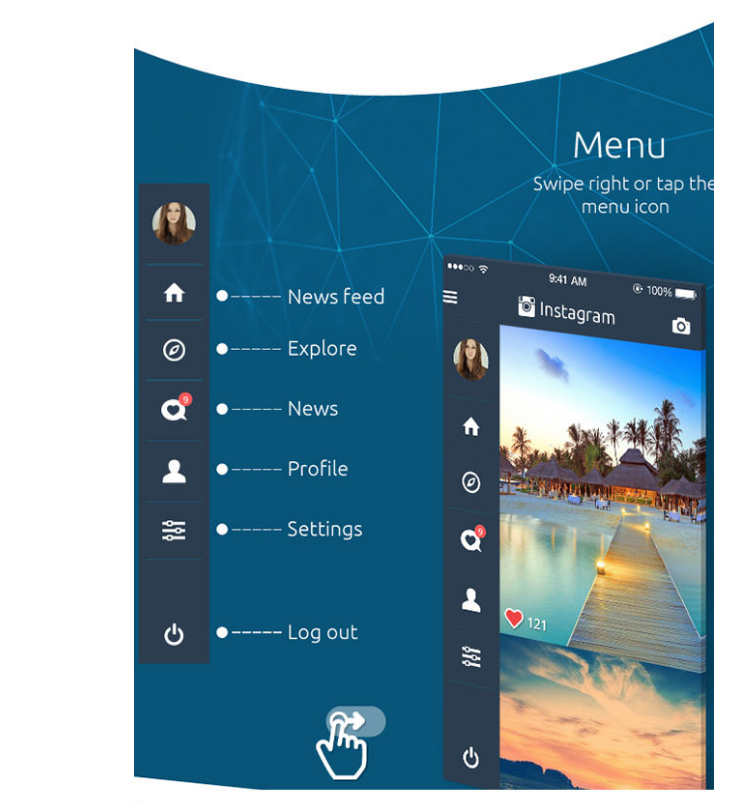 Menu
Swipe right or tap the
menu icon
News feed
Explore
9
News
Profile
Settings
Log out
9:41 AM
100%
Instagram
9
121